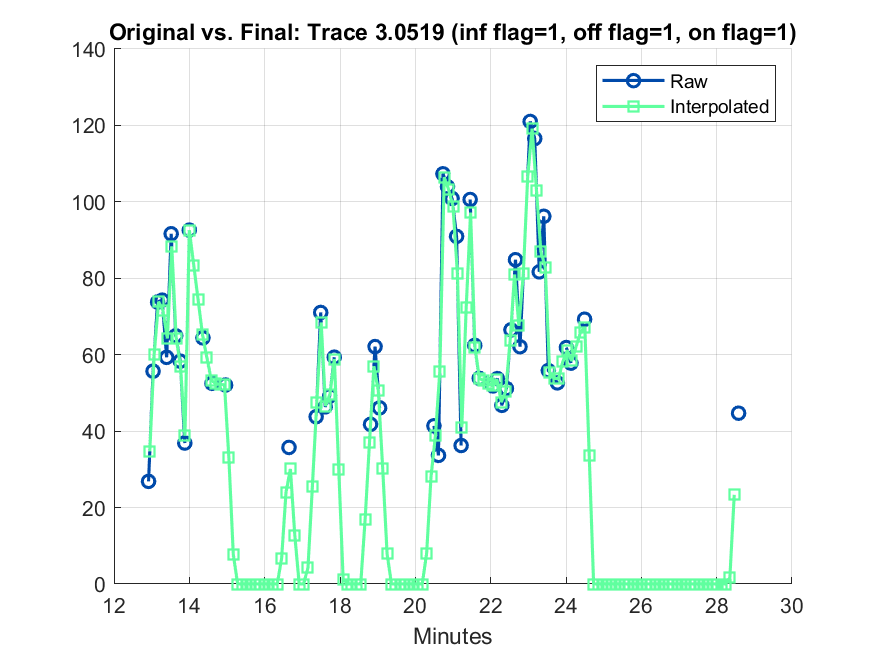 Original vs. Final: Trace 3.0519 (inf flag=1, off flag=1, on flag=1)
140
120
100
80
60
40
20
0
Raw
Interpolated
12 14 16 18 20 22 24 26 28 30
Minutes